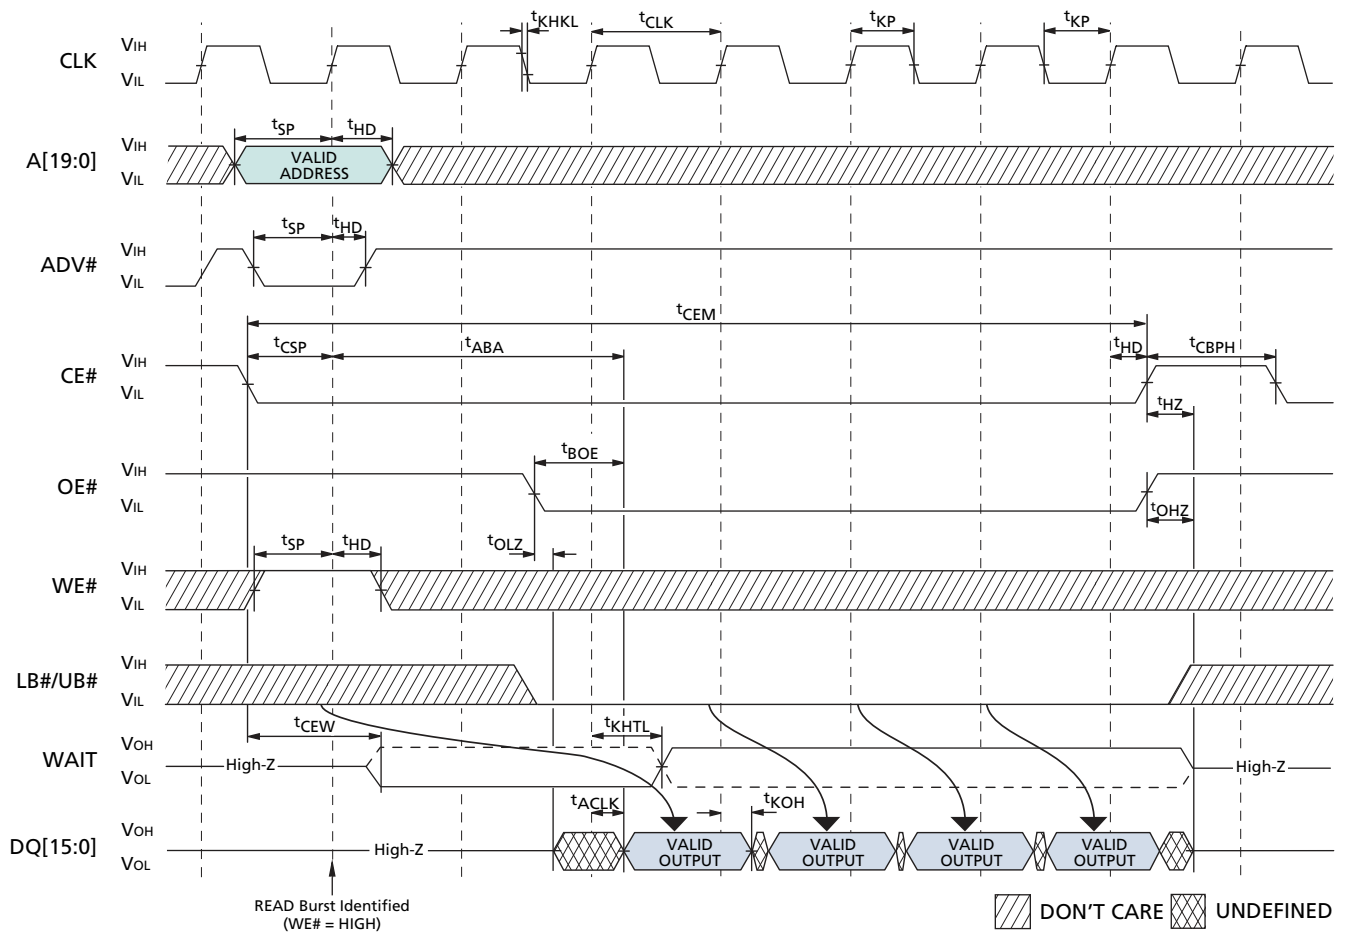 tKHKL tCLK tKP tKP
CLK VIH
VIL
tSP tHD
A[19:0] VIH
VIL
VALID
ADDRESS
tSP tHD
ADV# VIH
VIL
tCEM
tCSP tABA tHD tCBPH
CE# VIH
VIL
tHZ
tBOE
OE# VIH
VIL
tOHZ
tSP tHD tOLZ
WE# VIH
VIL
LB#/UB# VIH
VIL
tCEW tKHTL
WAIT VOH
VOL
High-Z High-Z
tACLK tKOH
DQ[15:0] VOH
VOL
High-Z
VALID
OUTPUT
VALID
OUTPUT
VALID
OUTPUT
VALID
OUTPUT
READ Burst Identified
(WE# = HIGH)
DON'T CARE UNDEFINED